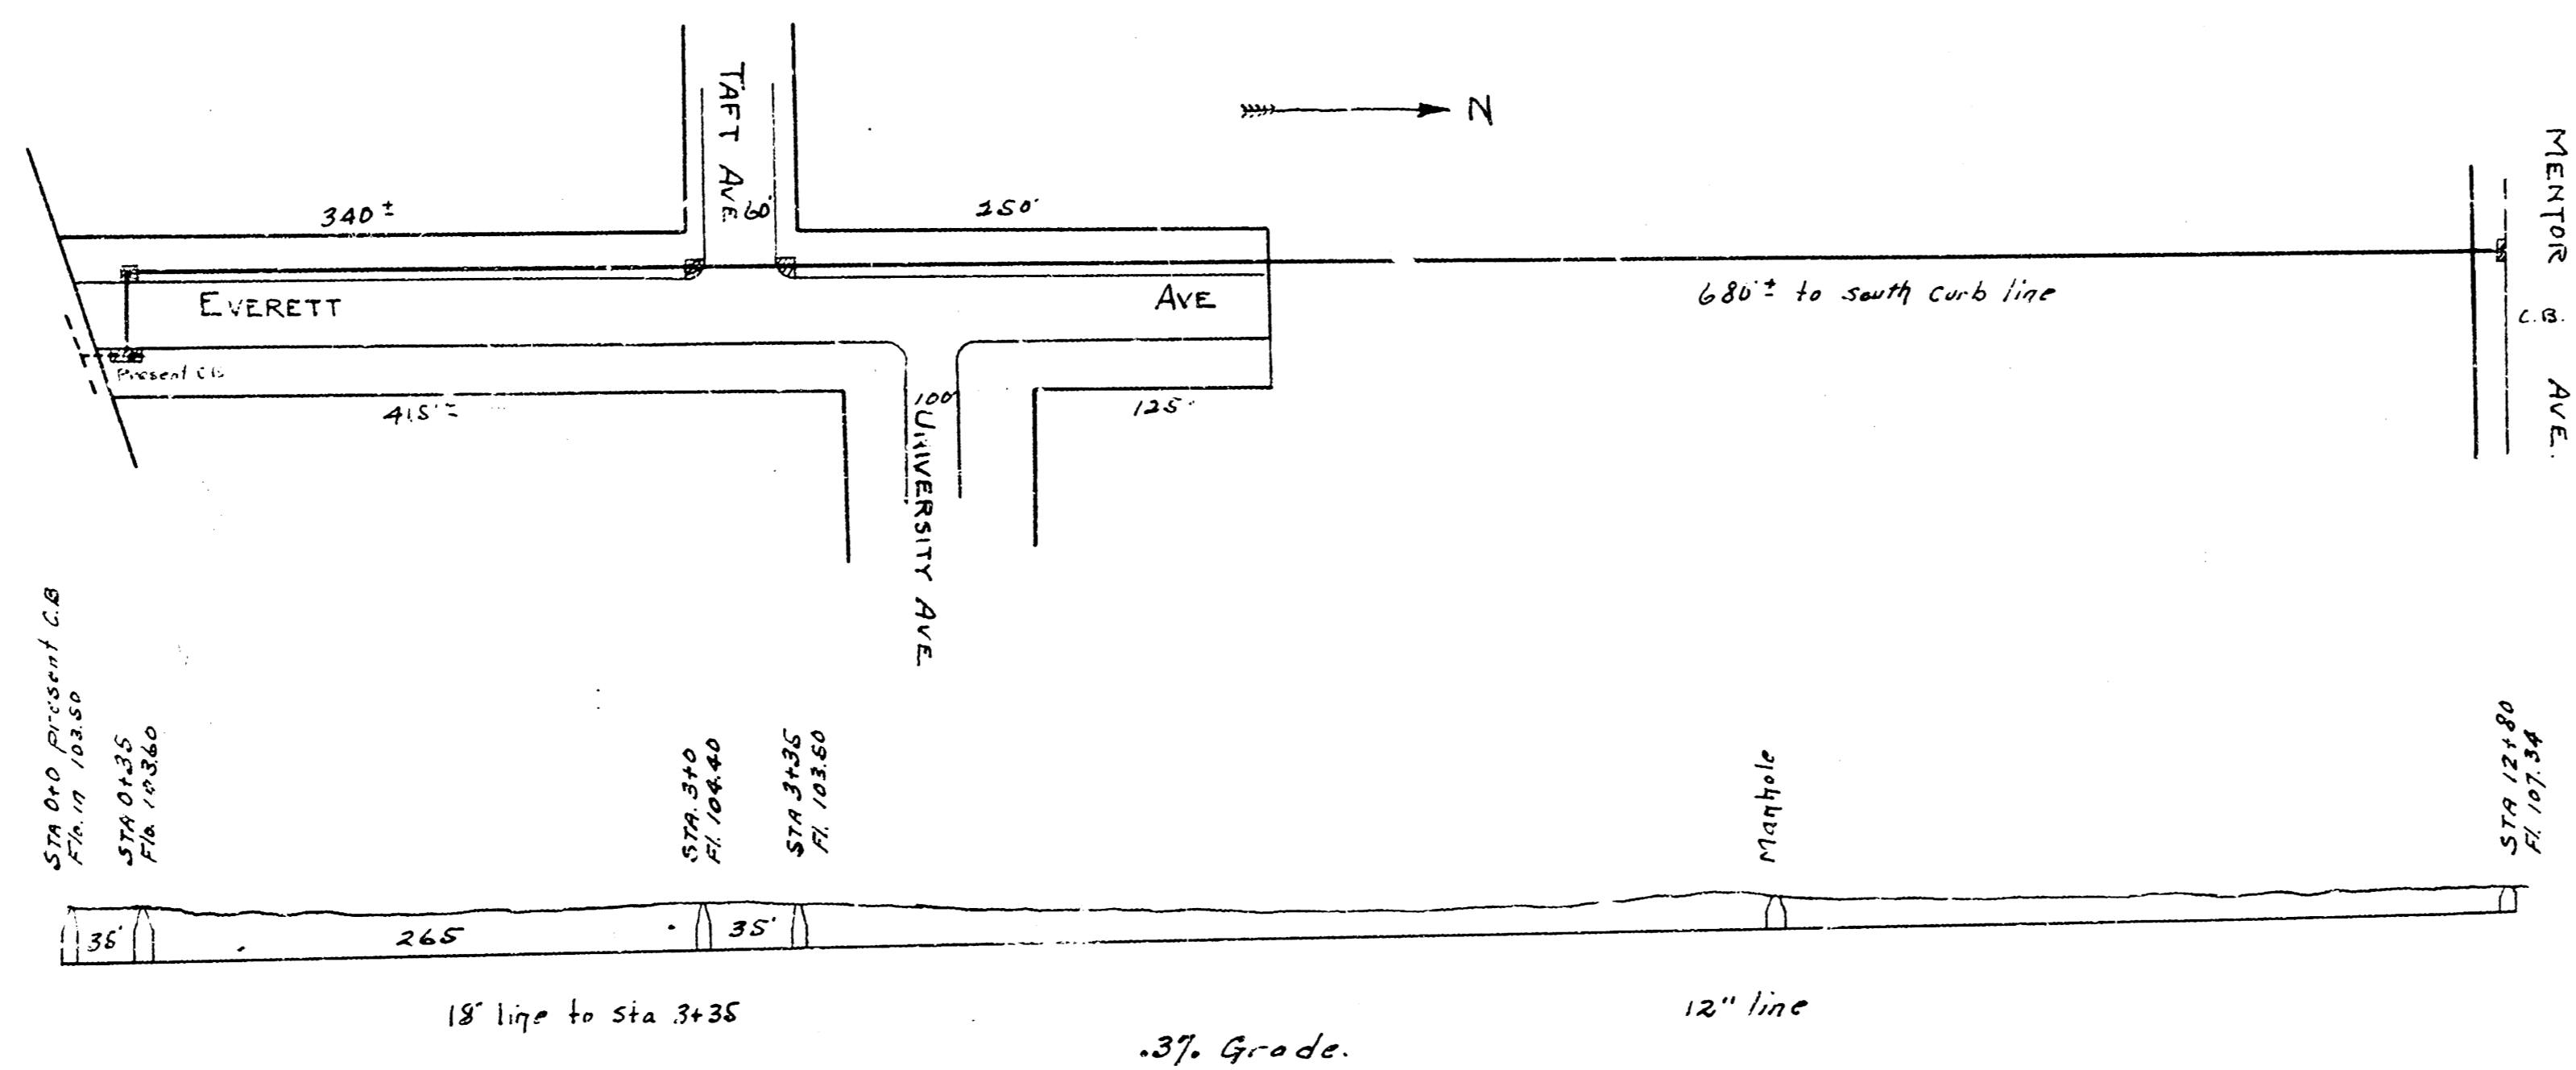 TAFT AVE
60'
N
MENTOR AVE.
340 ±
250'
EVERETT AVE
680' ± to south curb line
C.B.
Present C.B.
415' ±
100'
125'
UNIVERSITY AVE
STA 0+0 Present C.B
Flo. in 103.50
STA 0+35
Flo. 103.60
STA. 3+0
Fl. 104.40
STA 3+35
Fl. 103.60
Manhole
STA 12+80
Fl. 107.34
35'
265
35'
18" line to sta 3+35
12" line
.3% Grade.